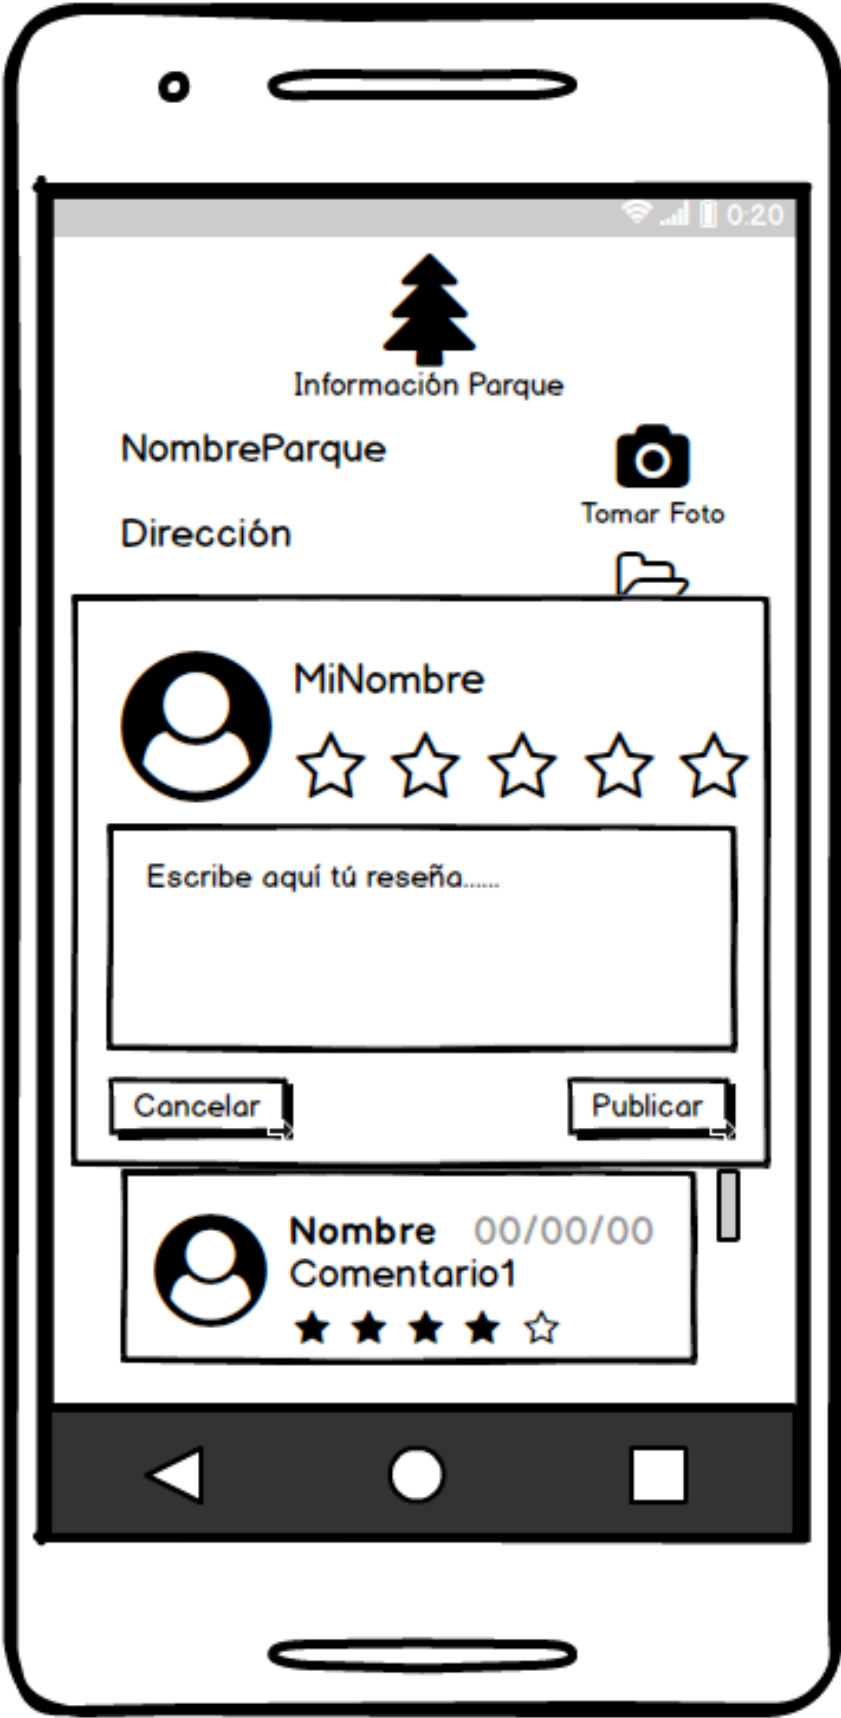 0:20
Información Parque
NombreParque
Tomar Foto
Dirección
MiNombre
Escribe aquí tú reseña......
Cancelar
Publicar
Nombre 00/00/00
Comentario1